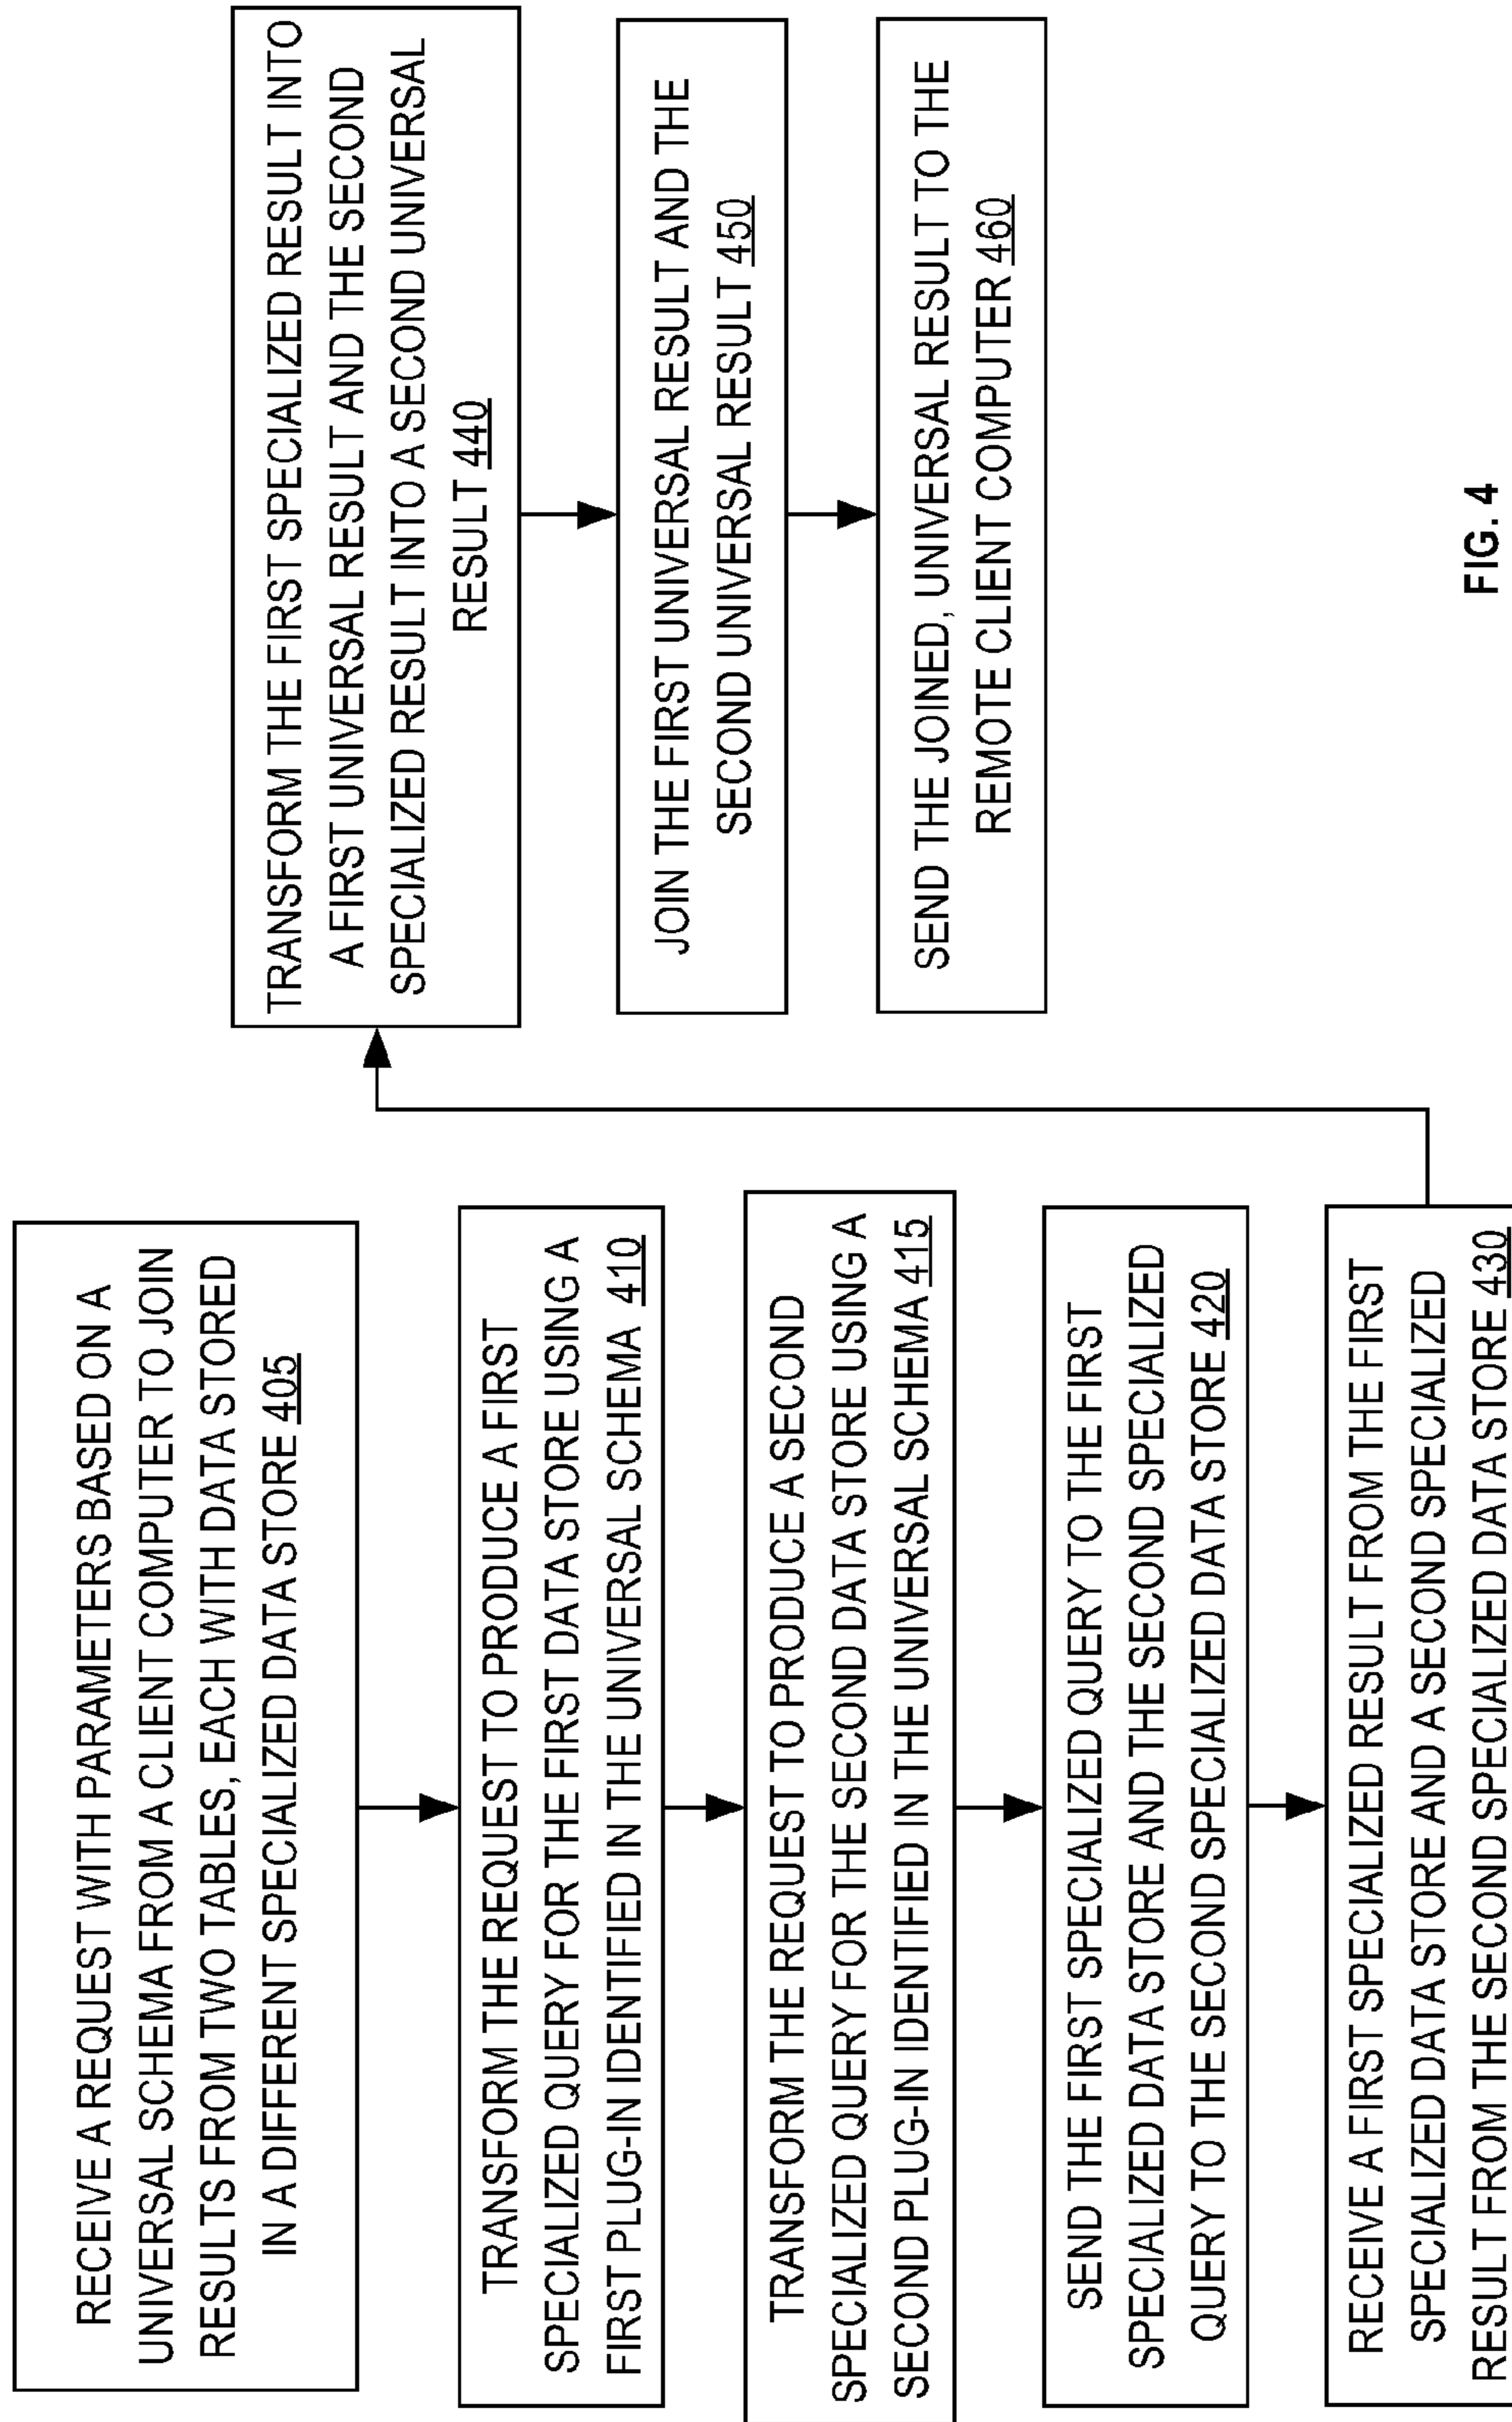 RECEIVE A REQUEST WITH PARAMETERS BASED ON A
UNIVERSAL SCHEMA FROM A CLIENT COMPUTER TO JOIN
RESULTS FROM TWO TABLES, EACH WITH DATA STORED
IN A DIFFERENT SPECIALIZED DATA STORE 405
TRANSFORM THE REQUEST TO PRODUCE A FIRST
SPECIALIZED QUERY FOR THE FIRST DATA STORE USING A
FIRST PLUG-IN IDENTIFIED IN THE UNIVERSAL SCHEMA 410
TRANSFORM THE REQUEST TO PRODUCE A SECOND
SPECIALIZED QUERY FOR THE SECOND DATA STORE USING A
SECOND PLUG-IN IDENTIFIED IN THE UNIVERSAL SCHEMA 415
SEND THE FIRST SPECIALIZED QUERY TO THE FIRST
SPECIALIZED DATA STORE AND THE SECOND SPECIALIZED
QUERY TO THE SECOND SPECIALIZED DATA STORE 420
RECEIVE A FIRST SPECIALIZED RESULT FROM THE FIRST
SPECIALIZED DATA STORE AND A SECOND SPECIALIZED
RESULT FROM THE SECOND SPECIALIZED DATA STORE 430
TRANSFORM THE FIRST SPECIALIZED RESULT INTO
A FIRST UNIVERSAL RESULT AND THE SECOND
SPECIALIZED RESULT INTO A SECOND UNIVERSAL
RESULT 440
JOIN THE FIRST UNIVERSAL RESULT AND THE
SECOND UNIVERSAL RESULT 450
SEND THE JOINED, UNIVERSAL RESULT TO THE
REMOTE CLIENT COMPUTER 460
FIG. 4